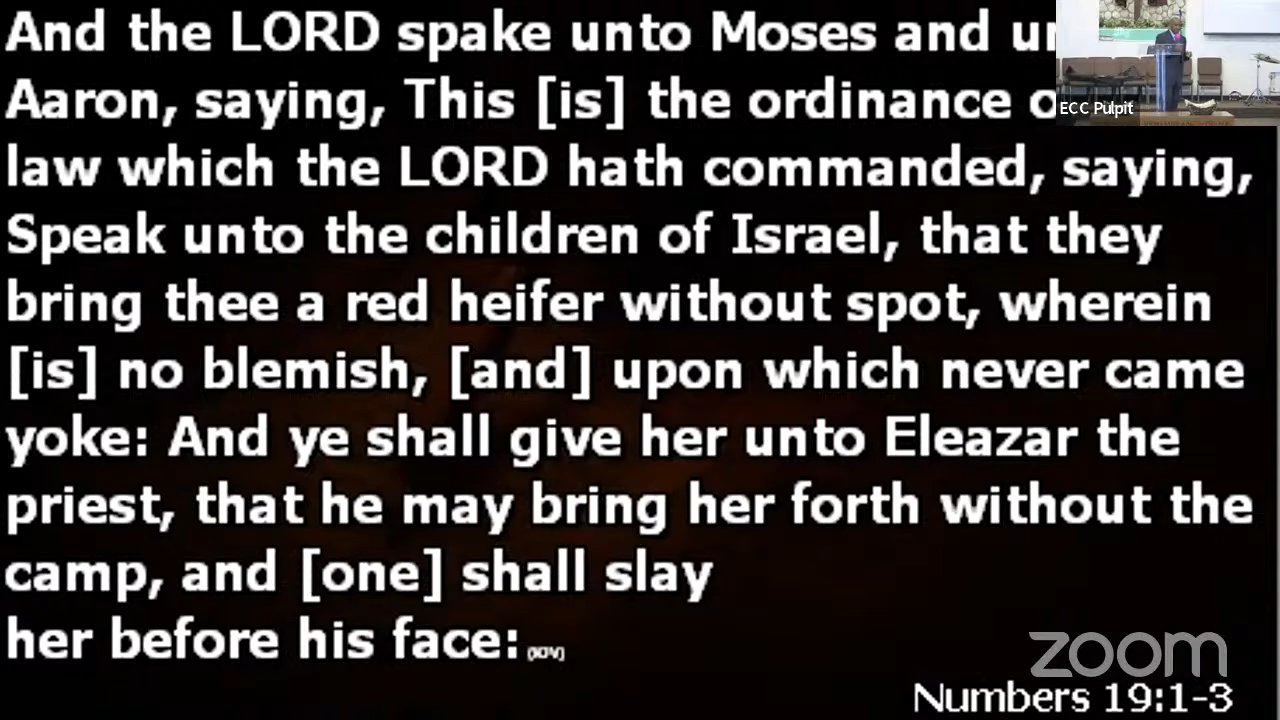 And the LORD spake unto Moses and
Aaron, saying, This [is] the ordinance
law which the LORD hath commanded, saying,
Speak unto the children of Israel, that they
bring thee a red heifer without spot, wherein
[is] no blemish, [and] upon which never came
yoke: And ye shall give her unto Eleazar the
priest, that he may bring her forth without the
camp, and [one] shall slay
her before his face: (KJV)
Numbers 19:1-3
ECC Pulpit
zoom